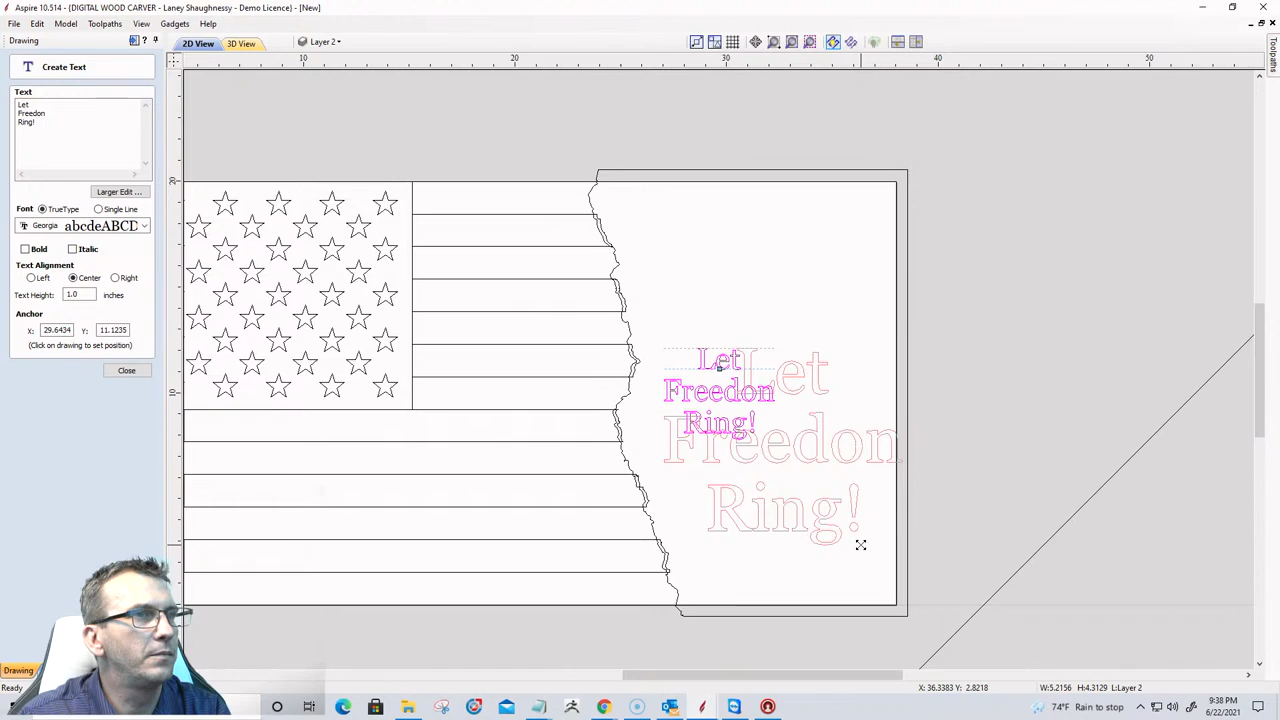 Aspire 10.514 - (DIGITAL WOOD CARVER - Laney Shaughnessy - Demo Licence) - [New]
File Edit Model Toolpaths View Gadgets Help
Drawing
2D View 3D View Layer 2
Toolpaths
Create Text
10 20 30 40 50
Text
Let
Freedon
Ring!
Larger Edit ...
Font TrueType Single Line
Georgia abcdeABCD
Bold Italic
Text Alignment
Left Center Right
Text Height: 1.0 inches
Anchor
X: 29.6434 Y: 11.1235
(Click on drawing to set position)
Close
20
10
Let
Freedon
Ring!
Let
Freedon
Ring!
Drawing
Ready
X: 36.3383 Y: 2.8218 W:5.2156 H:4.3129 L:Layer 2
74°F Rain to stop
9:38 PM
6/22/2021